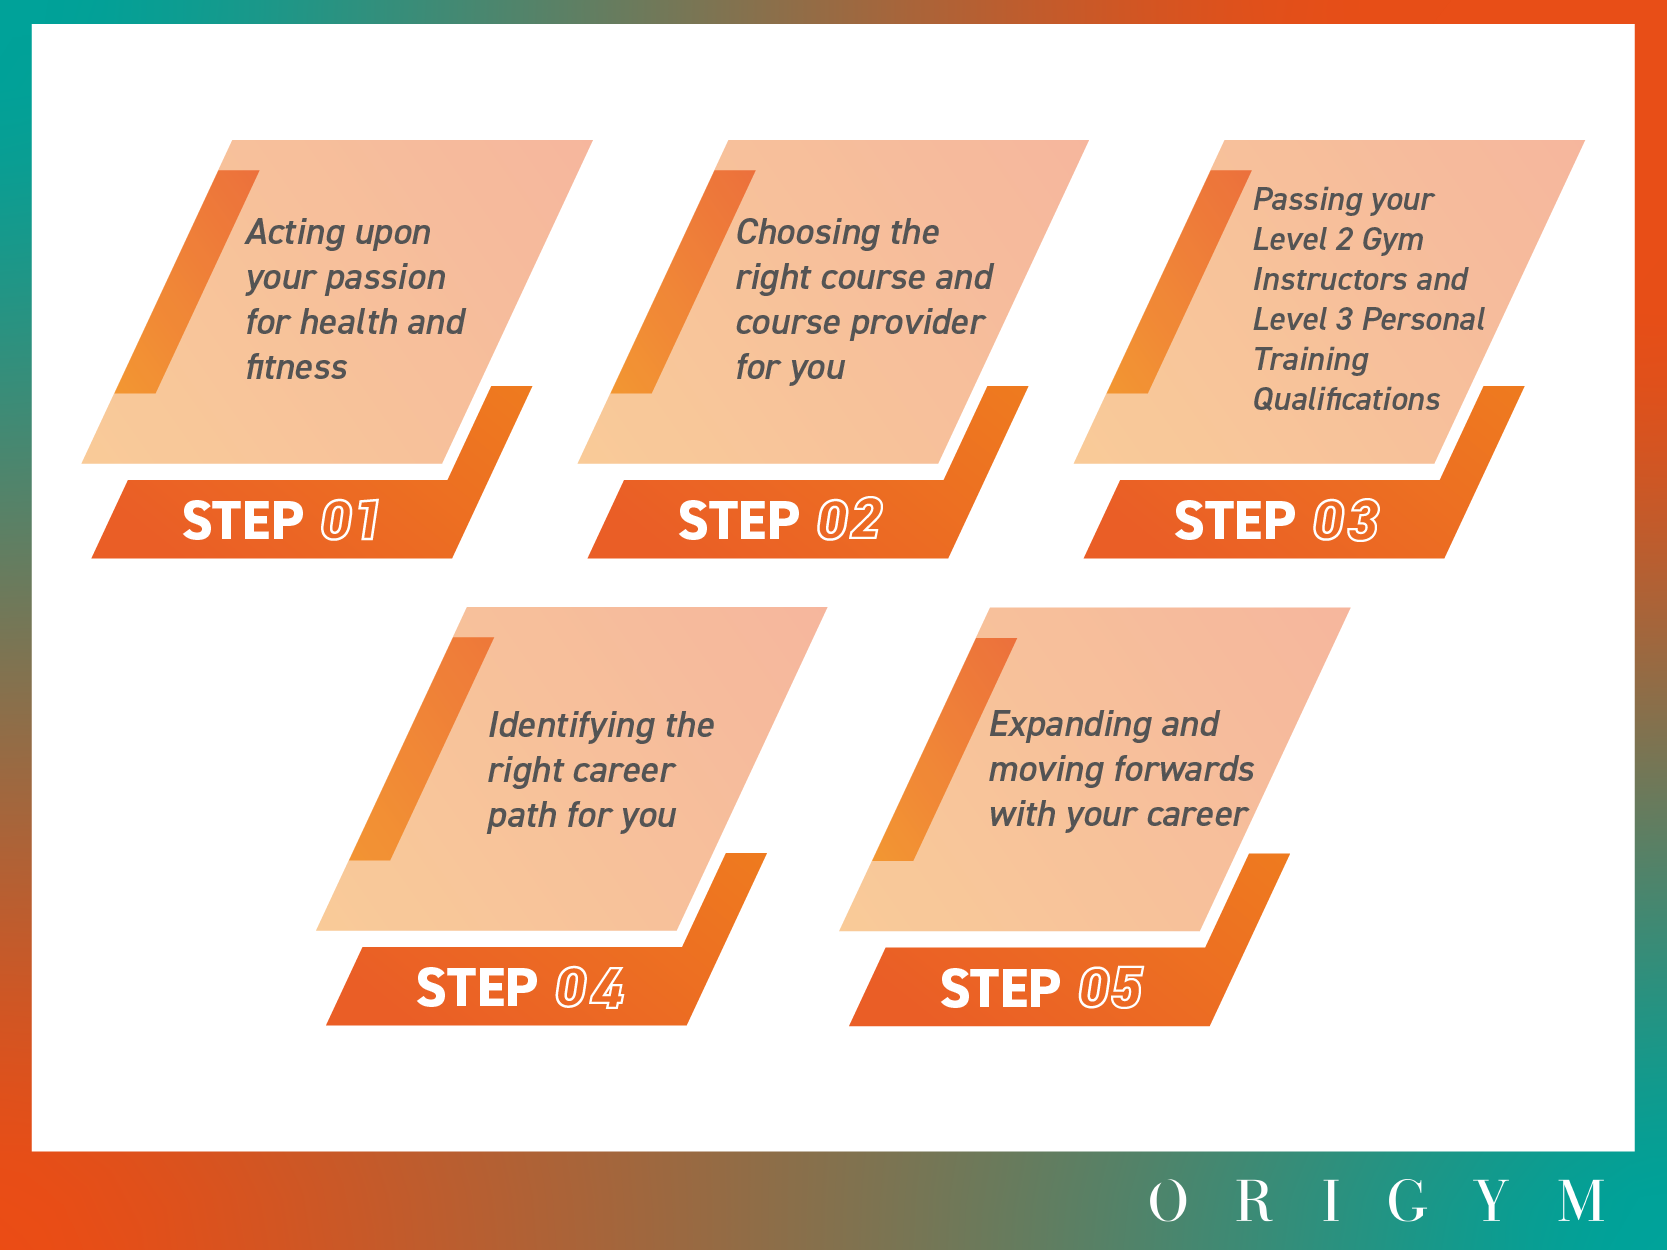 Acting upon
your passion
for health and
fitness
STEP 01
Choosing the
right course and
course provider
for you
STEP 02
Passing your
Level 2 Gym
Instructors and
Level 3 Personal
Training
Qualifications
STEP 03
Identifying the
right career
path for you
STEP 04
Expanding and
moving forwards
with your career
STEP 05
ORIGYM